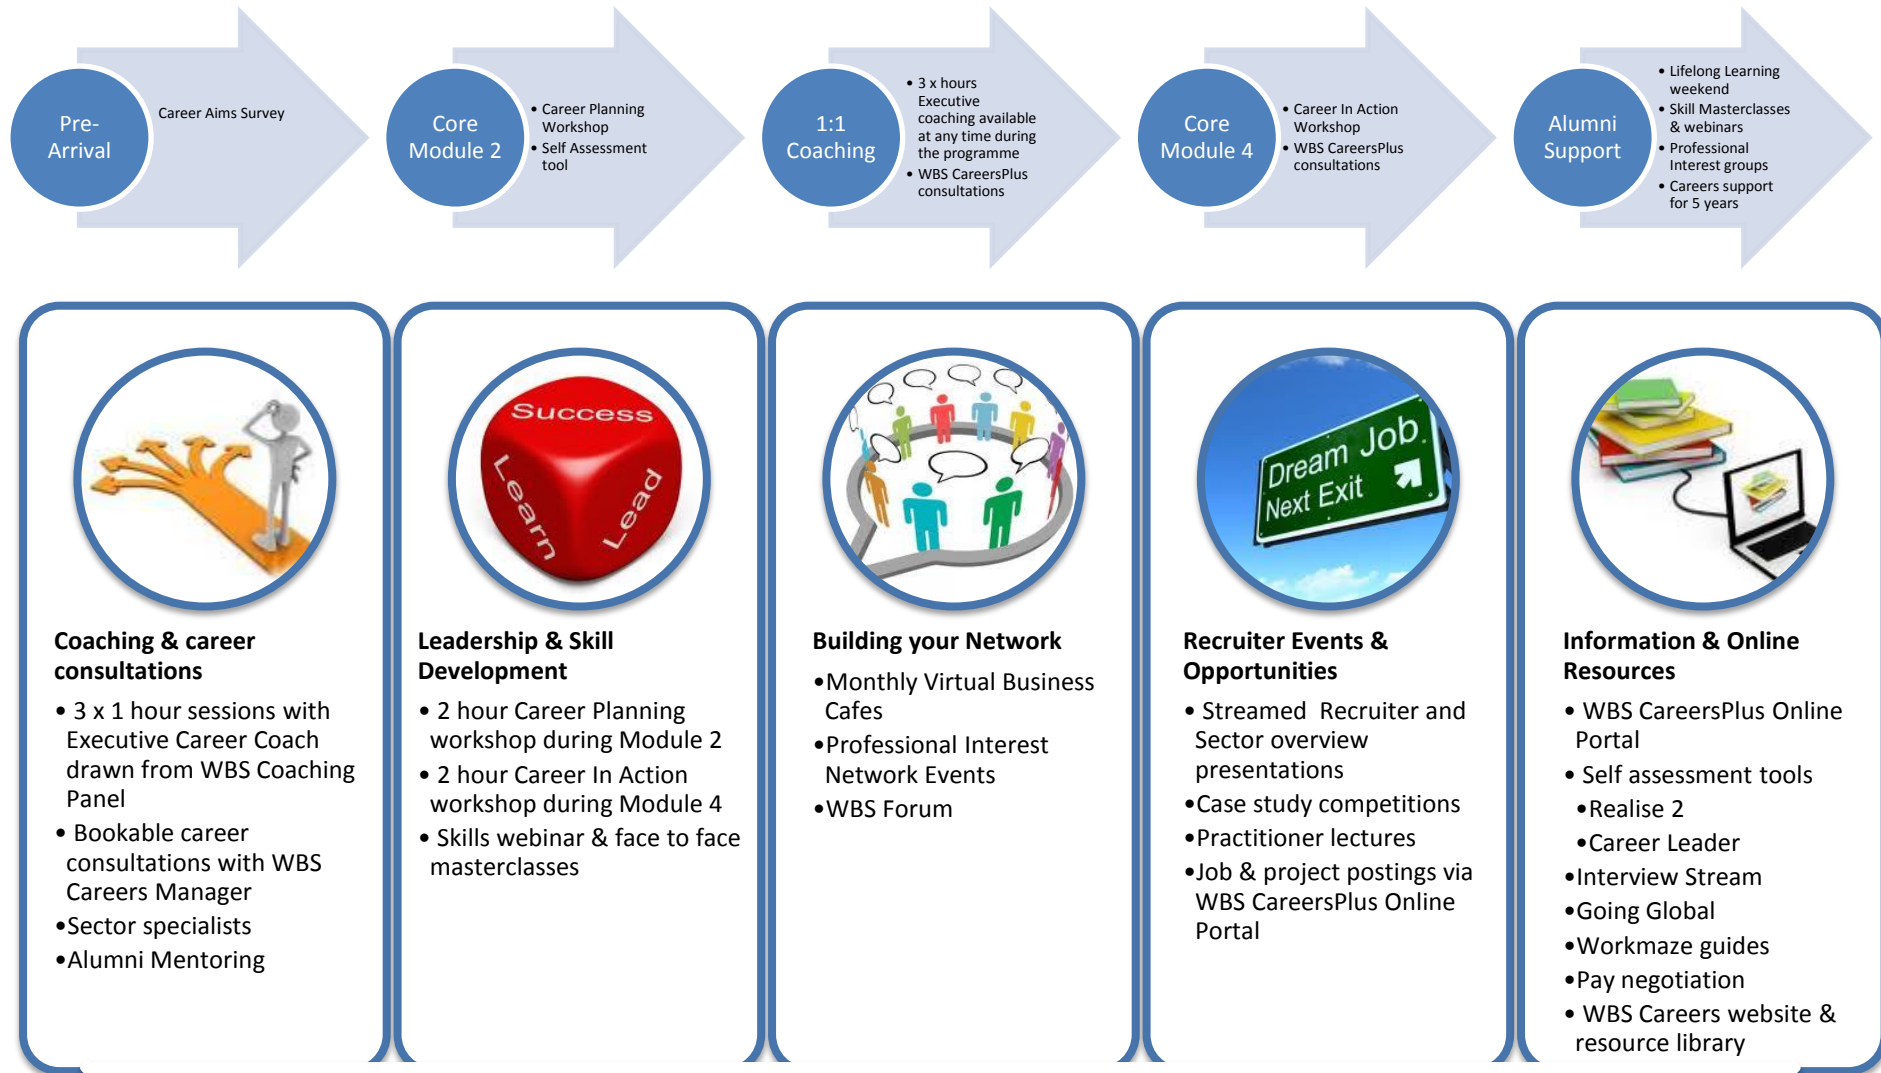 Pre-
Arrival
Career Aims Survey
Core
Module 2
• Career Planning
Workshop
• Self Assessment
tool
1:1
Coaching
• 3 x hours
Executive
coaching available
at any time during
the programme
• WBS CareersPlus
consultations
Core
Module 4
• Career In Action
Workshop
• WBS CareersPlus
consultations
Alumni
Support
• Lifelong Learning
weekend
• Skill Masterclasses
& webinars
• Professional
Interest groups
• Careers support
for 5 years
Coaching & career
consultations
• 3 x 1 hour sessions with
Executive Career Coach
drawn from WBS Coaching
Panel
• Bookable career
consultations with WBS
Careers Manager
•Sector specialists
•Alumni Mentoring
Success
Learn
Lead
Leadership & Skill
Development
• 2 hour Career Planning
workshop during Module 2
• 2 hour Career In Action
workshop during Module 4
• Skills webinar & face to face
masterclasses
Building your Network
•Monthly Virtual Business
Cafes
•Professional Interest
Network Events
•WBS Forum
Dream Job
Next Exit
Recruiter Events &
Opportunities
• Streamed Recruiter and
Sector overview
presentations
•Case study competitions
•Practitioner lectures
•Job & project postings via
WBS CareersPlus Online
Portal
Information & Online
Resources
• WBS CareersPlus Online
Portal
• Self assessment tools
•Realise 2
•Career Leader
•Interview Stream
•Going Global
•Workmaze guides
•Pay negotiation
• WBS Careers website &
resource library